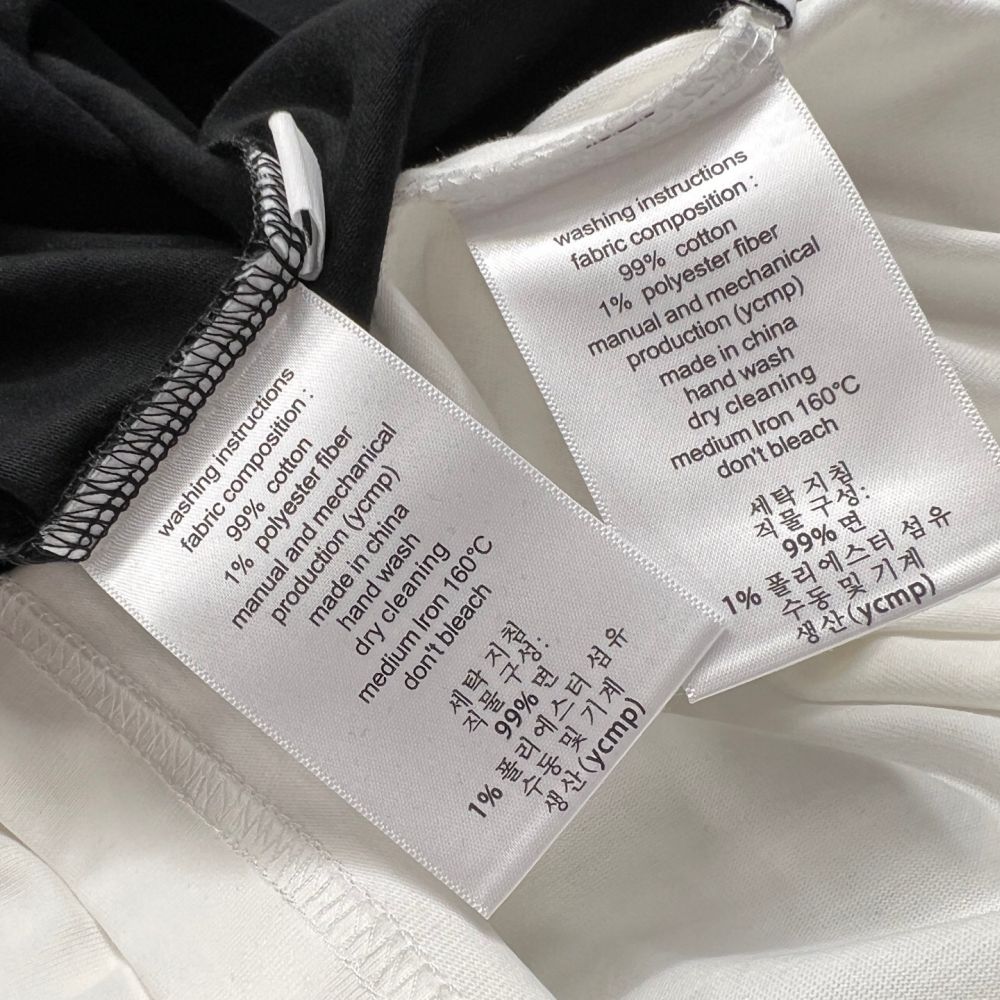 washing instructions
fabric composition :
99% cotton
1% polyester fiber
manual and mechanical
production (ycmp)
made in china
hand wash
dry cleaning
medium Iron 160°C
don't bleach
세탁 지침
직물 구성:
99% 면
1% 폴리에스터 섬유
수동 및 기계
생산(ycmp)
washing instructions
fabric composition :
99% cotton
1% polyester fiber
manual and mechanical
production (ycmp)
made in china
hand wash
dry cleaning
medium Iron 160°C
don't bleach
세탁 지침
직물 구성:
99% 면
1% 폴리에스터 섬유
수동 및 기계
생산(ycmp)